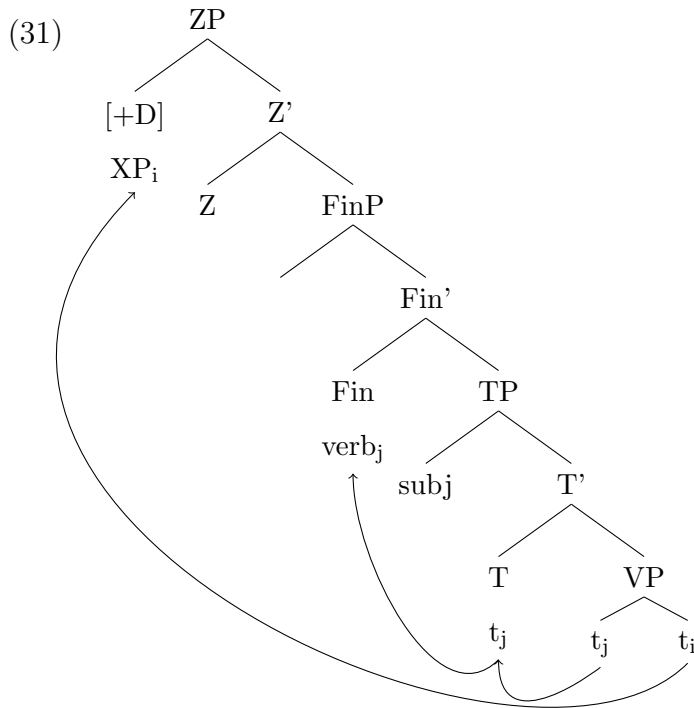 (31)
ZP
[+D] Z'
XPi
Z FinP
Fin'
Fin TP
verbj
subj T'
T VP
tj tj ti